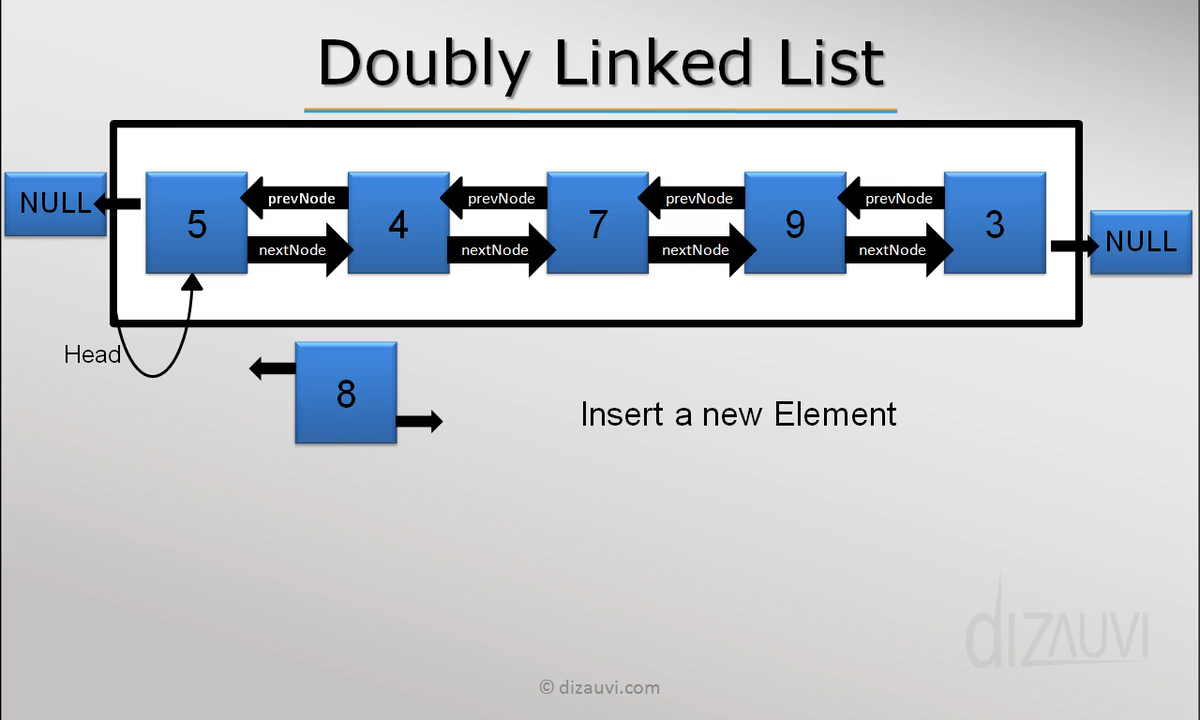 Doubly Linked List
NULL
5
prevNode
4
prevNode
7
prevNode
9
prevNode
3
nextNode
nextNode
nextNode
nextNode
NULL
Head
8
Insert a new Element
dizauvi
© dizauvi.com